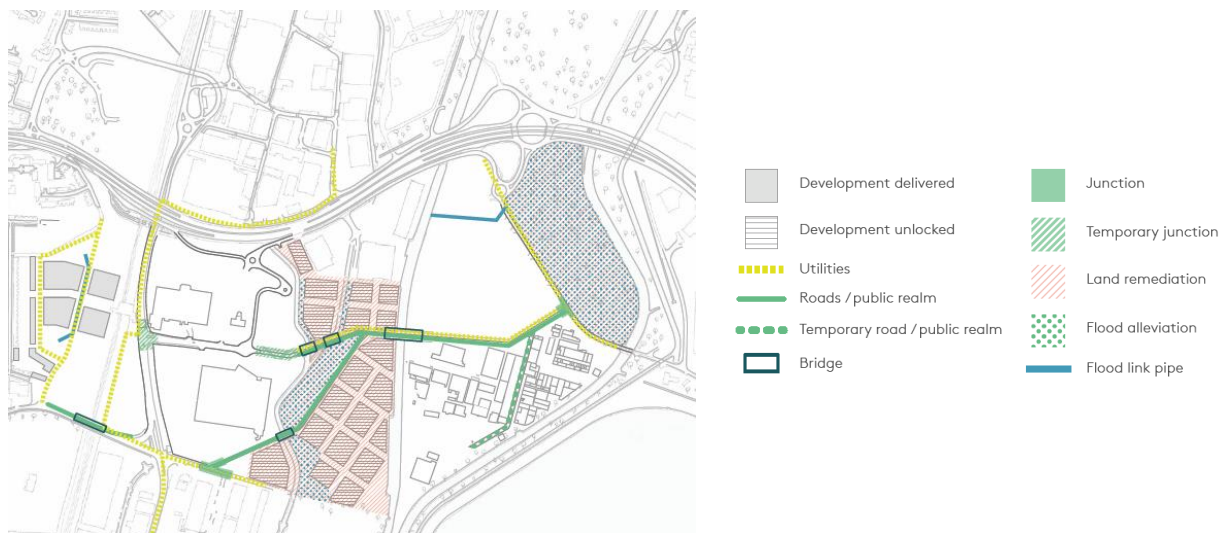 Development delivered
Development unlocked
Utilities
Roads / public realm
Temporary road / public realm
Bridge
Junction
Temporary junction
Land remediation
Flood alleviation
Flood link pipe